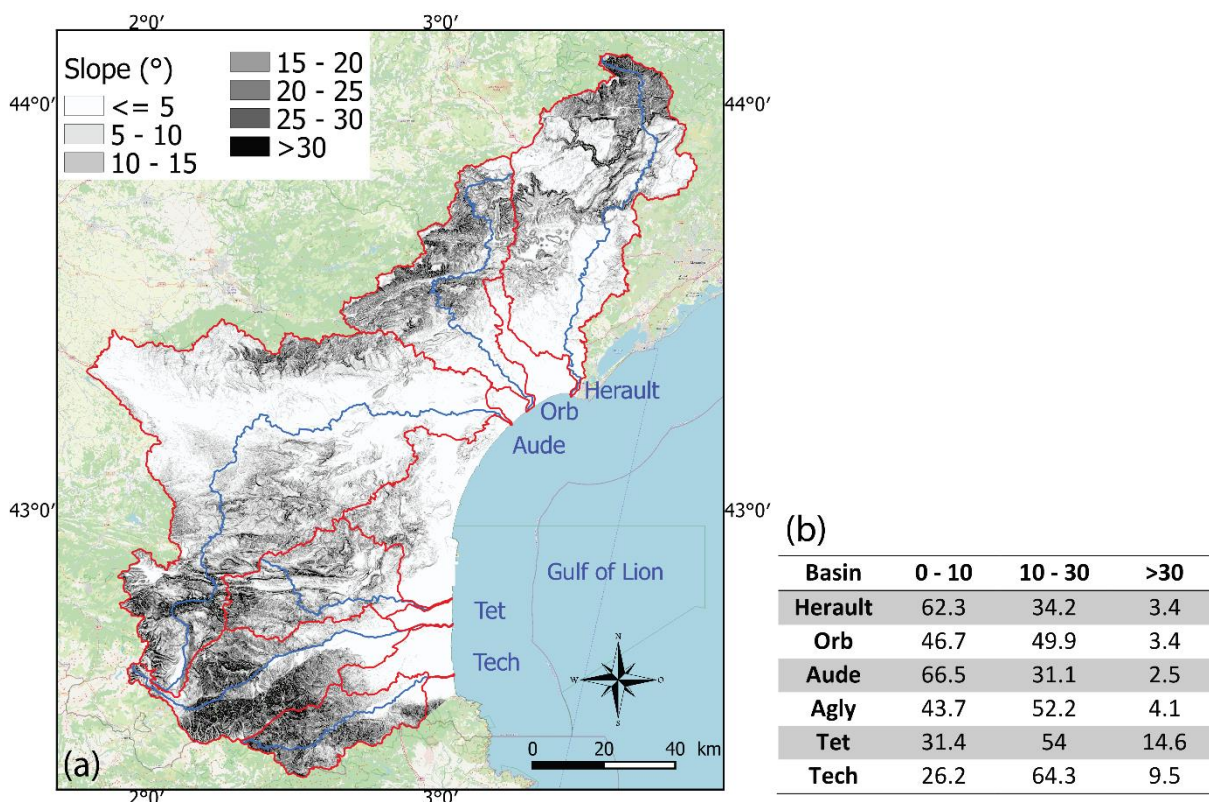 2°0′ 3°0′
Slope (°)
<= 5
5 - 10
10 - 15
15 - 20
20 - 25
25 - 30
>30
44°0′ 44°0′
Herault
Orb
Aude
43°0′ 43°0′
Gulf of Lion
Tet
Tech
N
W O
S
0 20 40 km
(a)
2°0′ 3°0′
(b)
Basin 0 - 10 10 - 30 >30
Herault 62.3 34.2 3.4
Orb 46.7 49.9 3.4
Aude 66.5 31.1 2.5
Agly 43.7 52.2 4.1
Tet 31.4 54 14.6
Tech 26.2 64.3 9.5